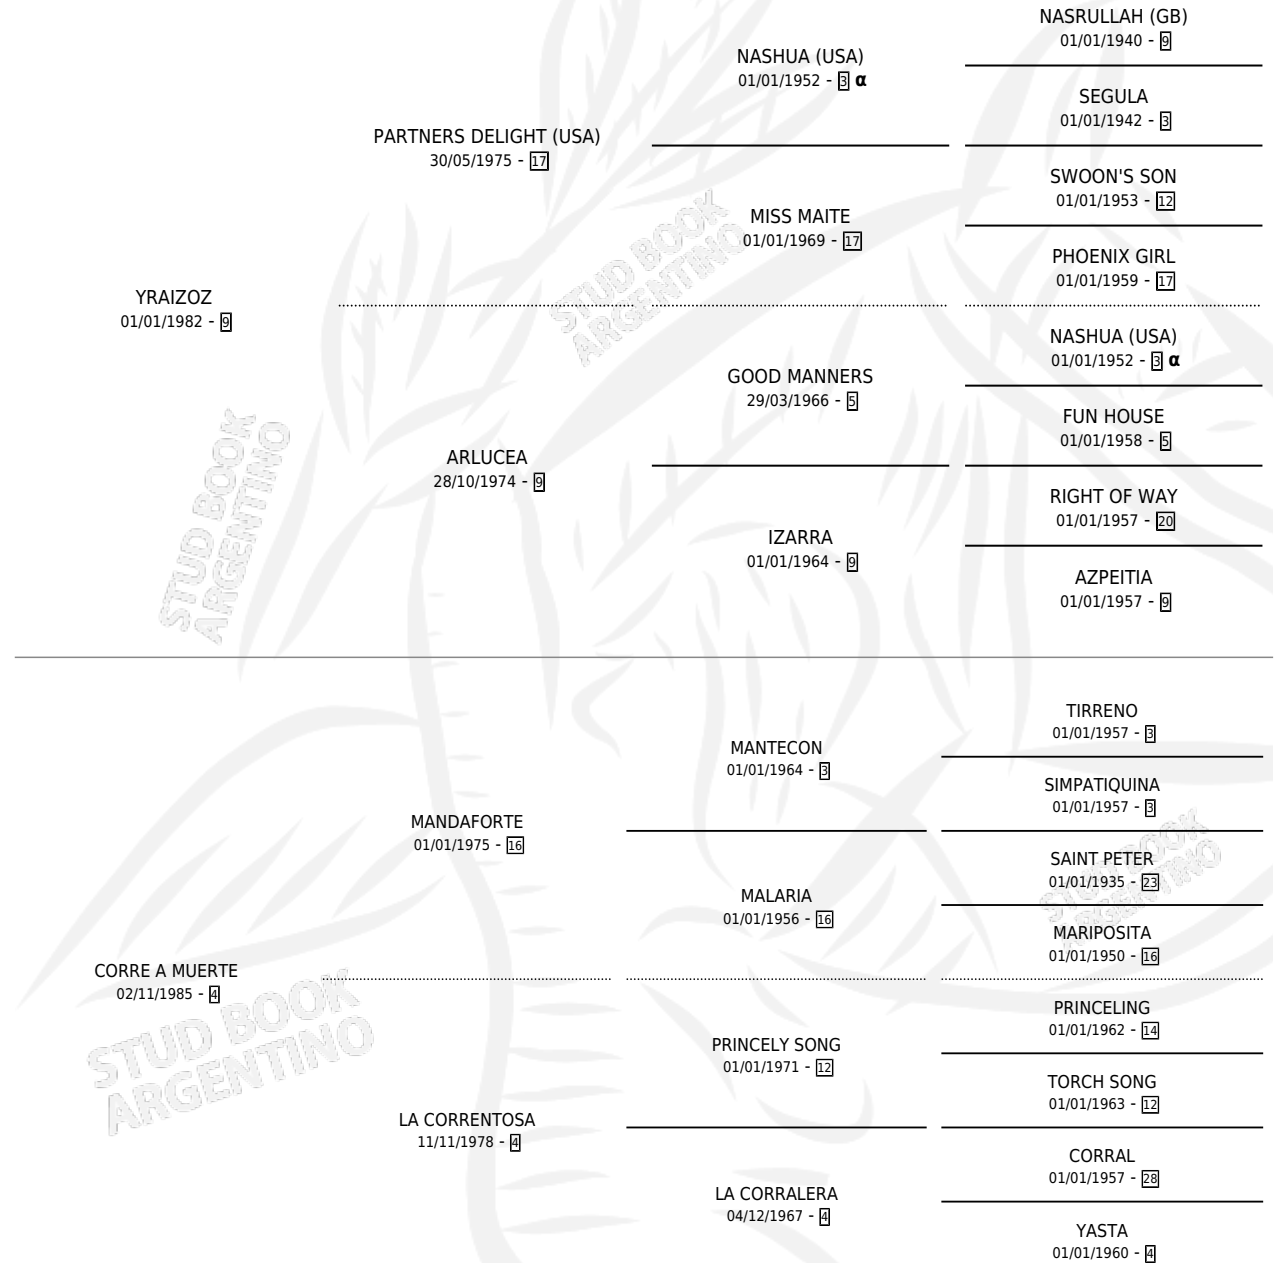 NASRULLAH (GB)
01/01/1940 - 9
NASHUA (USA)
01/01/1952 - 3 α
SEGULA
01/01/1942 - 3
PARTNERS DELIGHT (USA)
30/05/1975 - 17
SWOON'S SON
01/01/1953 - 12
MISS MAITE
01/01/1969 - 17
PHOENIX GIRL
01/01/1959 - 17
YRAIZOZ
01/01/1982 - 9
NASHUA (USA)
01/01/1952 - 3 α
GOOD MANNERS
29/03/1966 - 5
FUN HOUSE
01/01/1958 - 5
ARLUCEA
28/10/1974 - 9
RIGHT OF WAY
01/01/1957 - 20
IZARRA
01/01/1964 - 9
AZPEITIA
01/01/1957 - 9
TIRRENO
01/01/1957 - 3
MANTECON
01/01/1964 - 3
SIMPATIQUINA
01/01/1957 - 3
MANDAFORTE
01/01/1975 - 16
SAINT PETER
01/01/1935 - 23
MALARIA
01/01/1956 - 16
MARIPOSITA
01/01/1950 - 16
CORRE A MUERTE
02/11/1985 - 4
PRINCELING
01/01/1962 - 14
PRINCELY SONG
01/01/1971 - 12
TORCH SONG
01/01/1963 - 12
LA CORRENTOSA
11/11/1978 - 4
CORRAL
01/01/1957 - 28
LA CORRALERA
04/12/1967 - 4
YASTA
01/01/1960 - 4
STUD BOOK
ARGENTINO
STUD BOOK
ARGENTINO
STUD BOOK
ARGENTINO
STUD BOOK
ARGENTINO